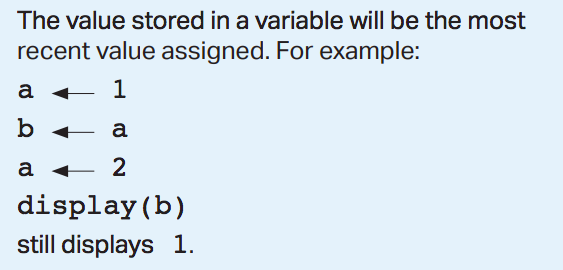 The value stored in a variable will be the most
recent value assigned. For example:
a ← 1
b ← a
a ← 2
display(b)
still displays 1.